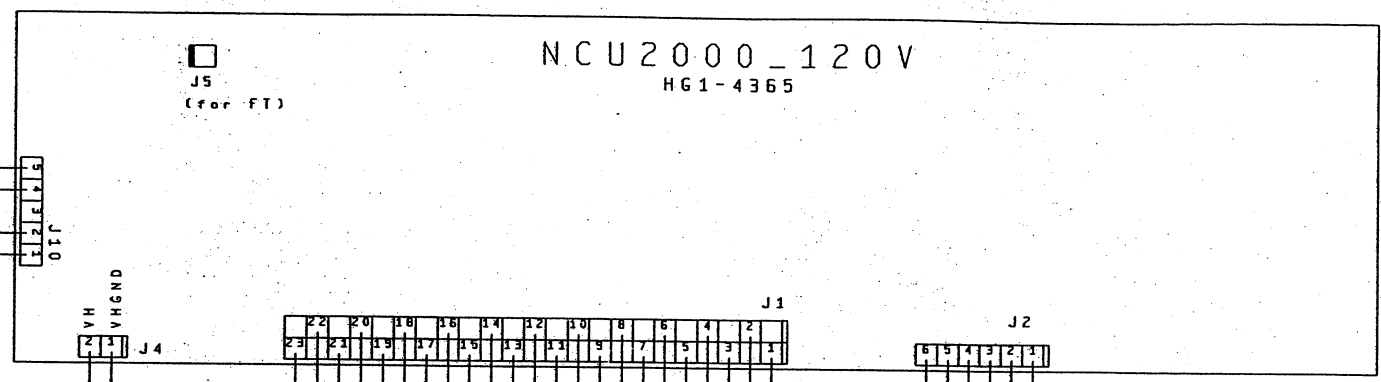 NCU2000_120V
HG1-4365
J5
(for FT)
5
4
3
2
1
J10
VH
VHGND
2 1
J4
J1
22 20 18 16 14 12 10 8 6 4 2
23 21 19 17 15 13 11 9 7 5 3 1
J2
6 5 4 3 2 1